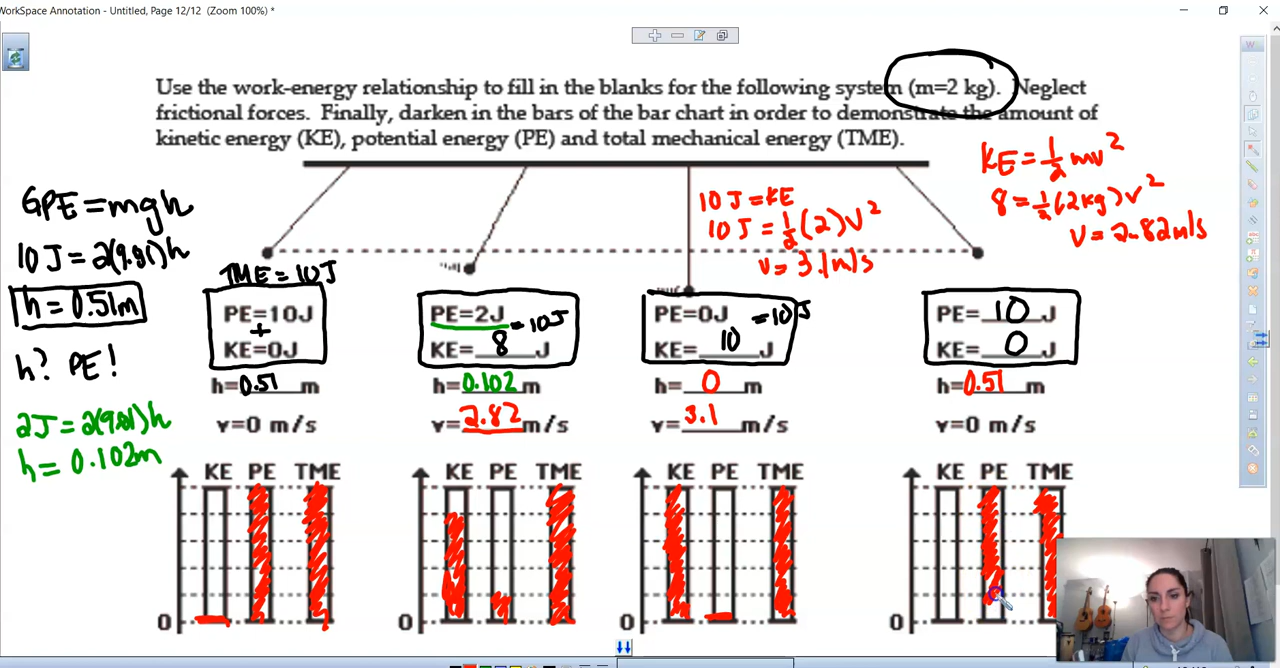 WorkSpace Annotation - Untitled, Page 12/12 (Zoom 100%) *
Use the work-energy relationship to fill in the blanks for the following system (m=2 kg). Neglect
frictional forces. Finally, darken in the bars of the bar chart in order to demonstrate the amount of
kinetic energy (KE), potential energy (PE) and total mechanical energy (TME).
KE = 1/2 mv²
8 = 1/2 (2kg) v²
v = 2.82 m/s
10 J = KE
10 J = 1/2 (2) v²
v = 3.1 m/s
GPE = mgh
10 J = 2(9.81)h
h = 0.51m
h? PE!
2J = 2(9.81)h
h = 0.102m
TME = 10J
PE=10J
+
KE=0J
h=0.51 m
v=0 m/s
PE=2J
= 10J
KE= 8 J
h=0.102 m
v=2.82 m/s
PE=0J
= 10J
KE= 10 J
h= 0 m
v= 3.1 m/s
PE= 10 J
KE= 0 J
h=0.51 m
v=0 m/s
KE PE TME
0
KE PE TME
0
KE PE TME
0
KE PE TME
0